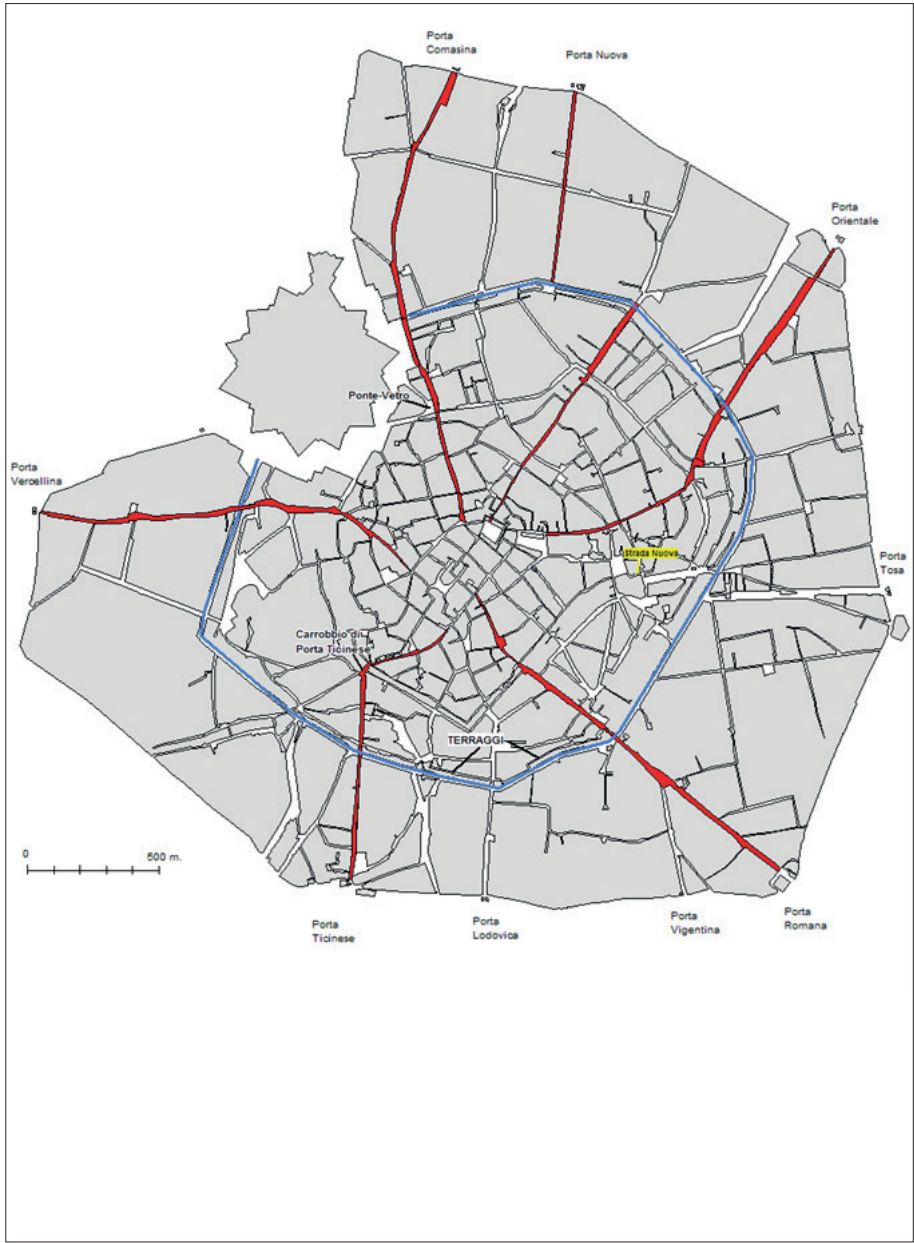 Porta
Comasina
Porta Nuova
Porta
Orientale
Ponte-Vetro
Porta
Vercellina
Strada Nuova
Porta
Tosa
Carrobbio di
Porta Ticinese
TERRAGGI
0
500 m.
Porta
Ticinese
Porta
Lodovica
Porta
Vigentina
Porta
Romana